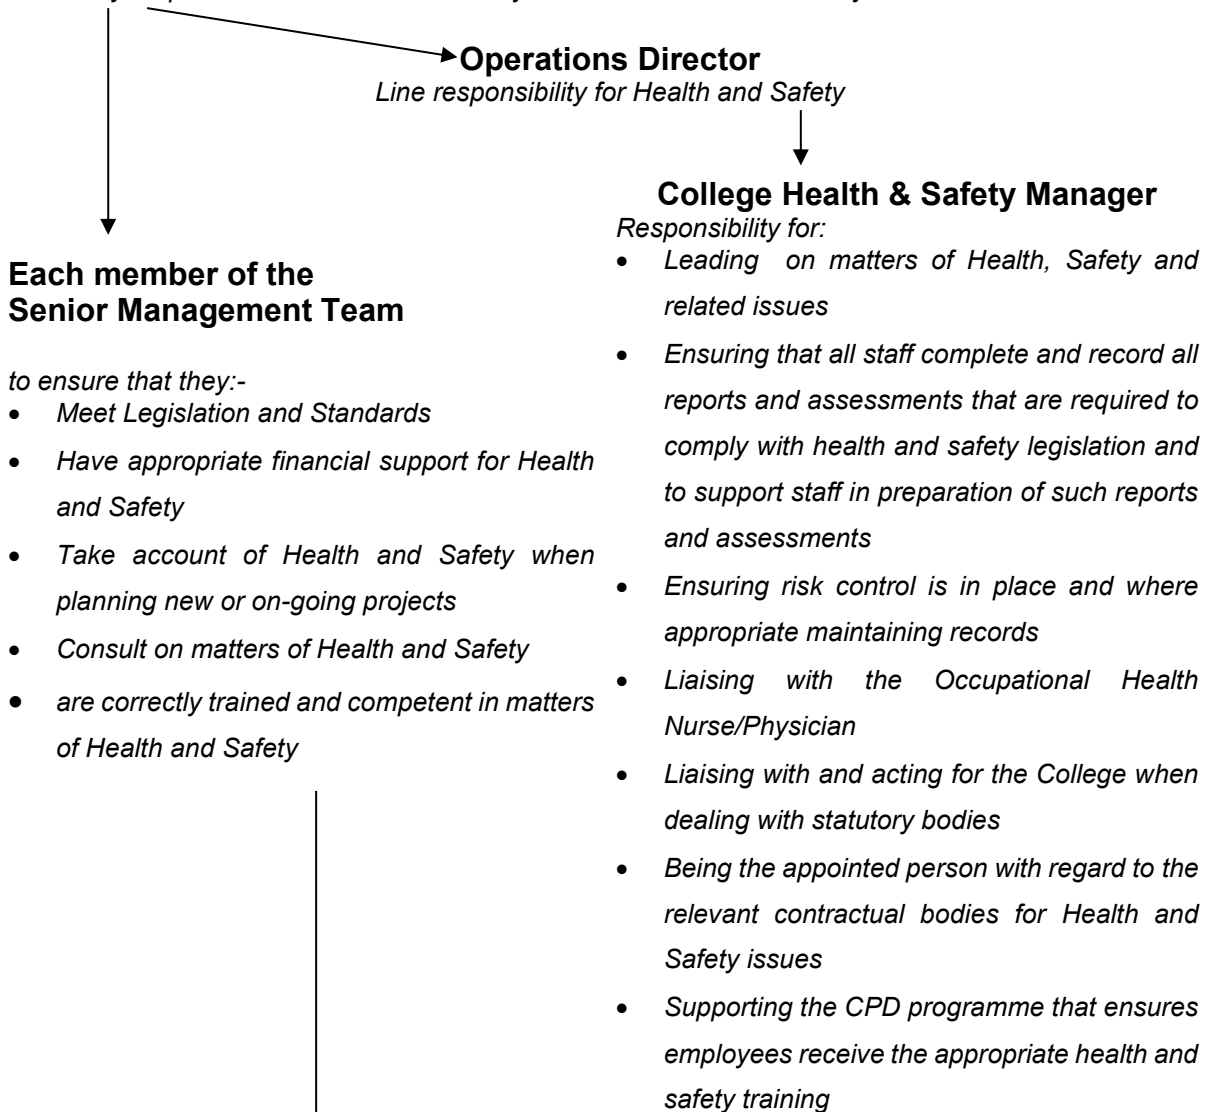 Operations Director
Line responsibility for Health and Safety
College Health & Safety Manager
Responsibility for:
• Leading on matters of Health, Safety and
related issues
• Ensuring that all staff complete and record all
reports and assessments that are required to
comply with health and safety legislation and
to support staff in preparation of such reports
and assessments
• Ensuring risk control is in place and where
appropriate maintaining records
• Liaising with the Occupational Health
Nurse/Physician
• Liaising with and acting for the College when
dealing with statutory bodies
• Being the appointed person with regard to the
relevant contractual bodies for Health and
Safety issues
• Supporting the CPD programme that ensures
employees receive the appropriate health and
safety training
Each member of the
Senior Management Team
to ensure that they:-
• Meet Legislation and Standards
• Have appropriate financial support for Health
and Safety
• Take account of Health and Safety when
planning new or on-going projects
• Consult on matters of Health and Safety
• are correctly trained and competent in matters
of Health and Safety